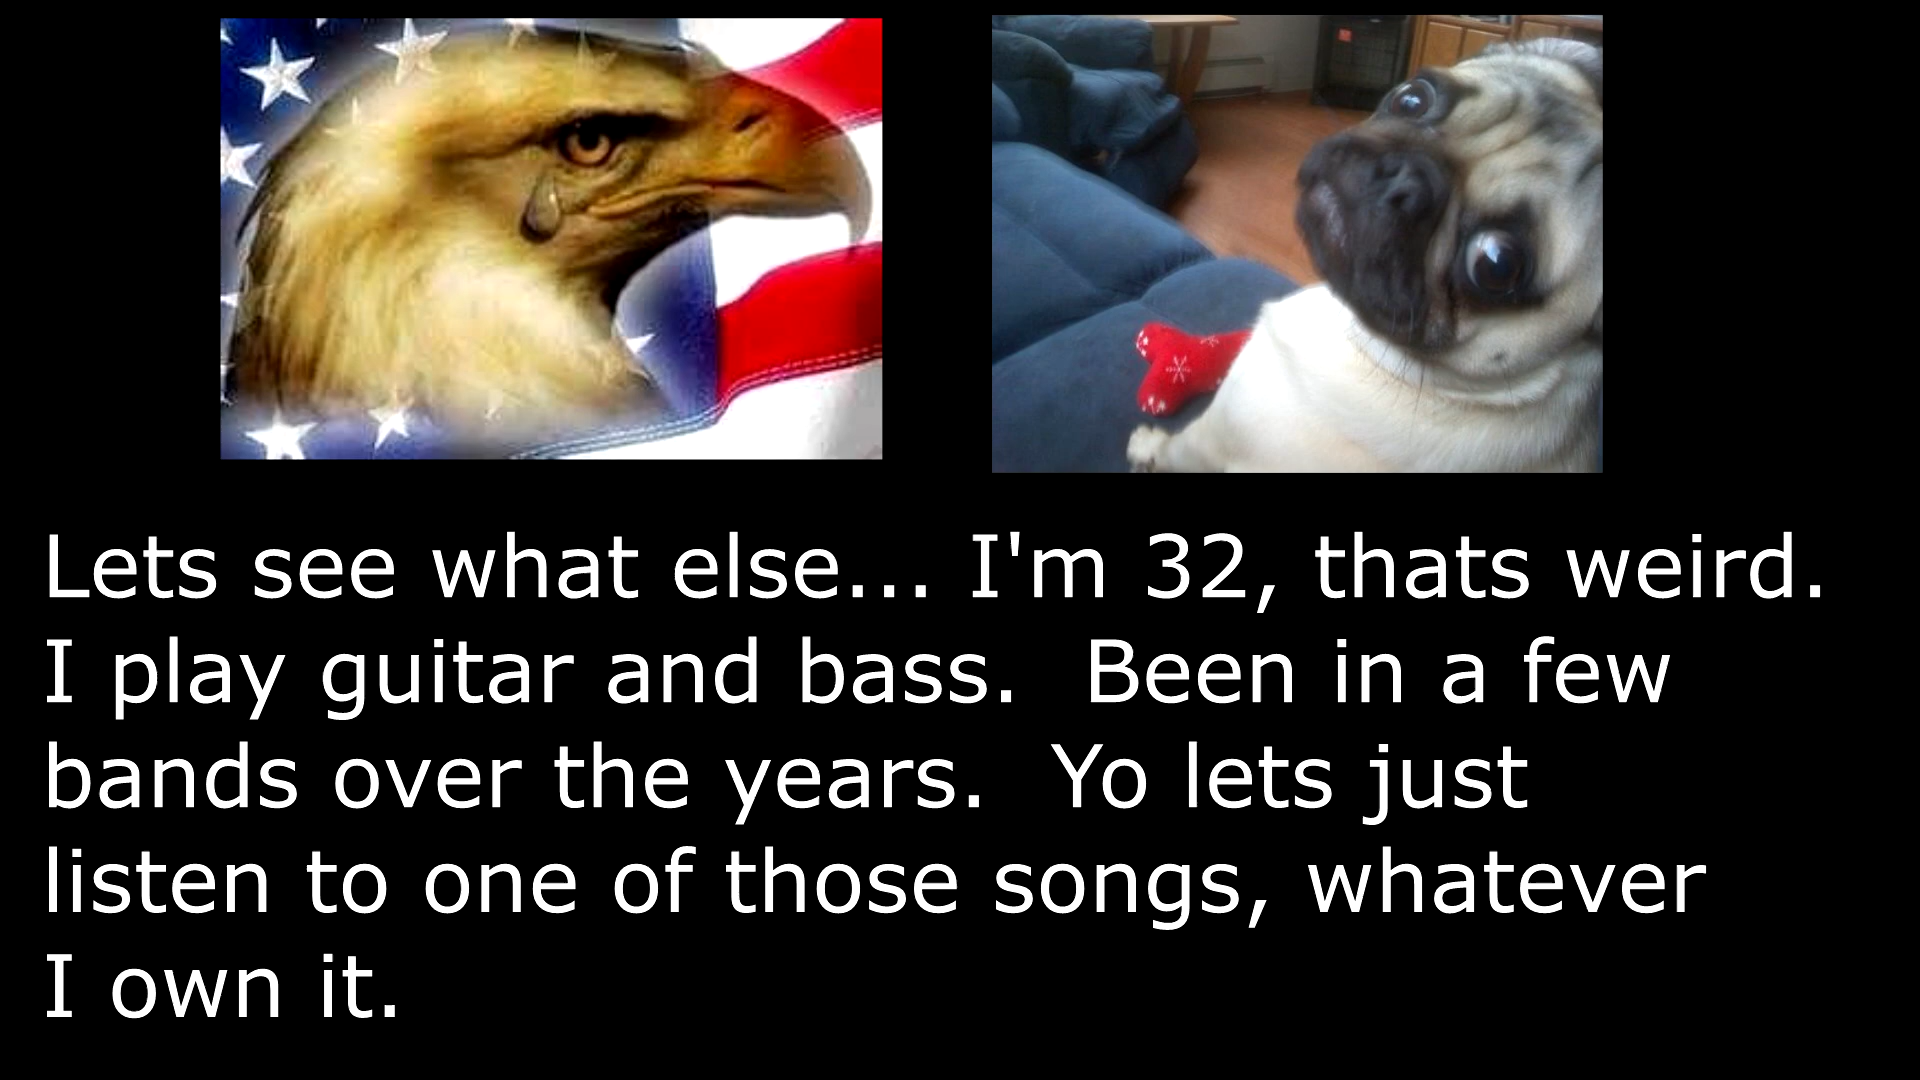 Lets see what else... I'm 32, thats weird.
I play guitar and bass.  Been in a few
bands over the years.  Yo lets just
listen to one of those songs, whatever
I own it.